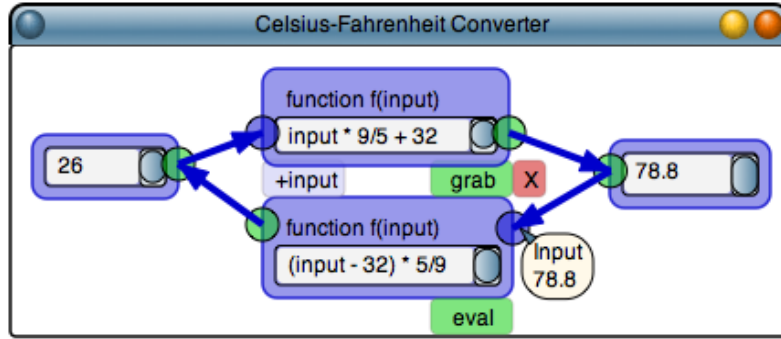 Celsius-Fahrenheit Converter
function f(input)
input * 9/5 + 32
26
78.8
+input
grab
X
function f(input)
(input - 32) * 5/9
Input
78.8
eval